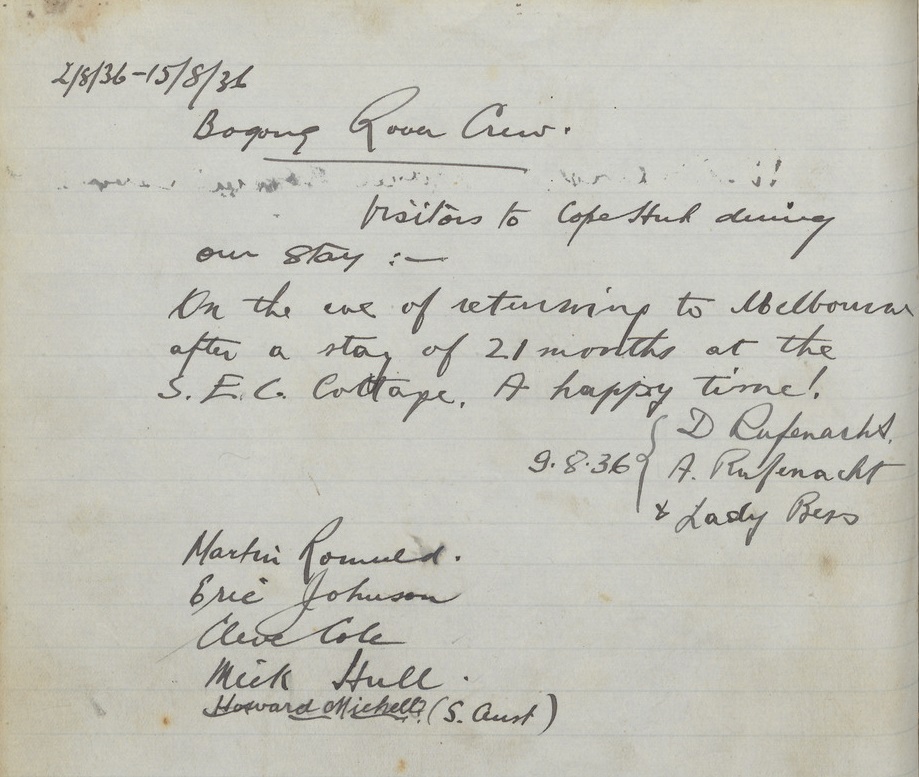 2/8/36-15/8/36
Bogong Rover Crew.
Visitors to Cope Hut during
our stay :—
On the eve of returning to Melbourne
after a stay of 21 months at the
S.E.C. Cottage. A happy time!
D Rufenacht.
9.8.36 { A. Rufenacht
& Lady Bess
Martin Romuld.
Eric Johnson
Cleve Cole
Mick Hull.
Howard Michell? (S. Aust)